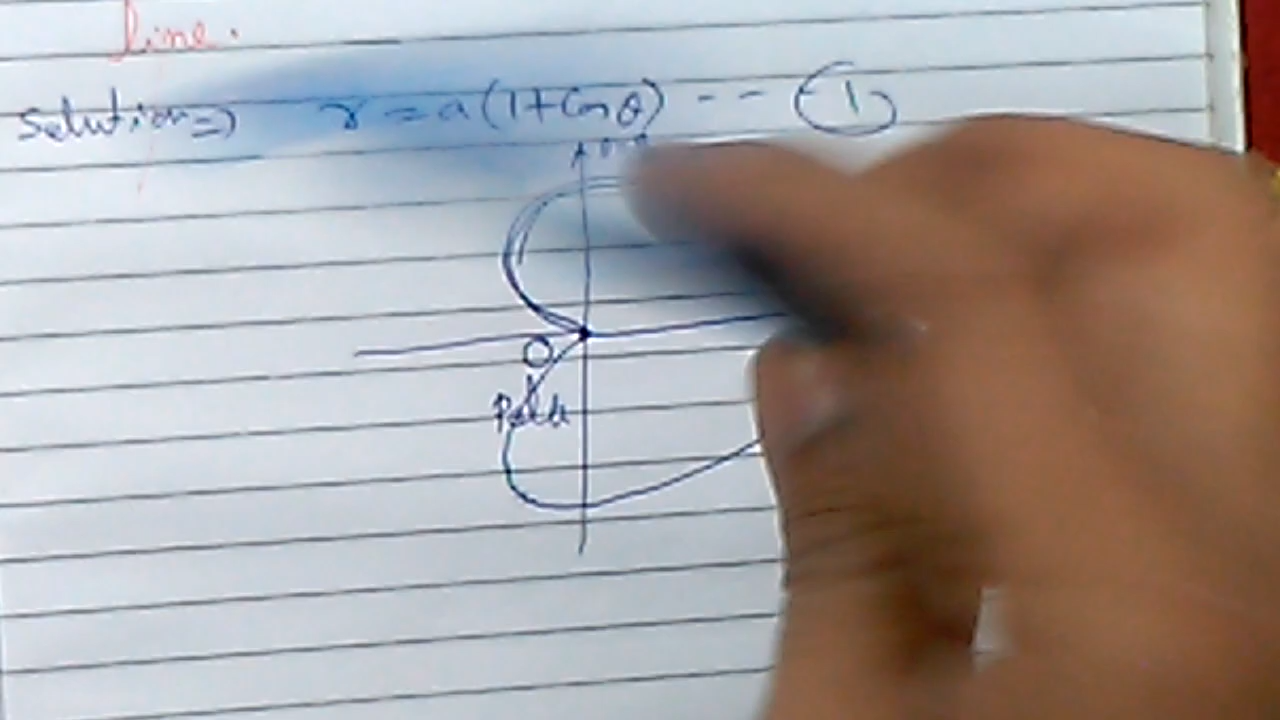 line.
Solution⇒ r = a(1+Cosθ) --- ①
O
Pole